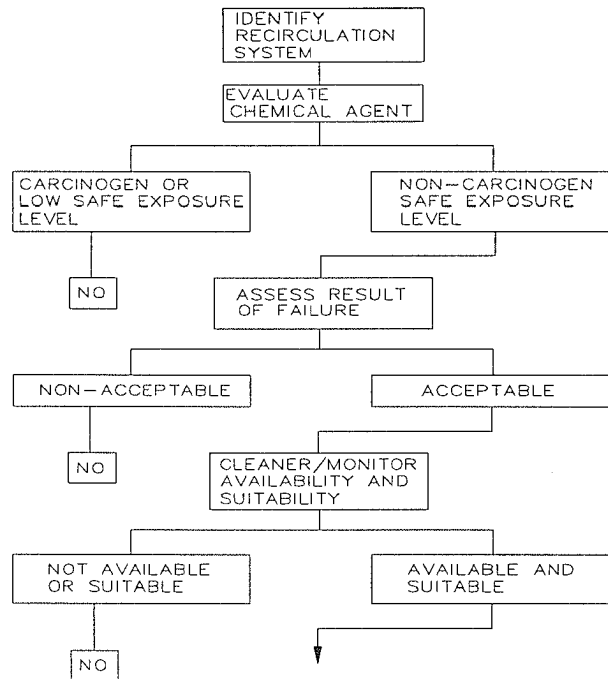 IDENTIFY
RECIRCULATION
SYSTEM
EVALUATE
CHEMICAL AGENT
CARCINOGEN OR
LOW SAFE EXPOSURE
LEVEL
NON-CARCINOGEN
SAFE EXPOSURE
LEVEL
NO
ASSESS RESULT
OF FAILURE
NON-ACCEPTABLE
ACCEPTABLE
NO
CLEANER/MONITOR
AVAILABILITY AND
SUITABILITY
NOT AVAILABLE
OR SUITABLE
AVAILABLE AND
SUITABLE
NO